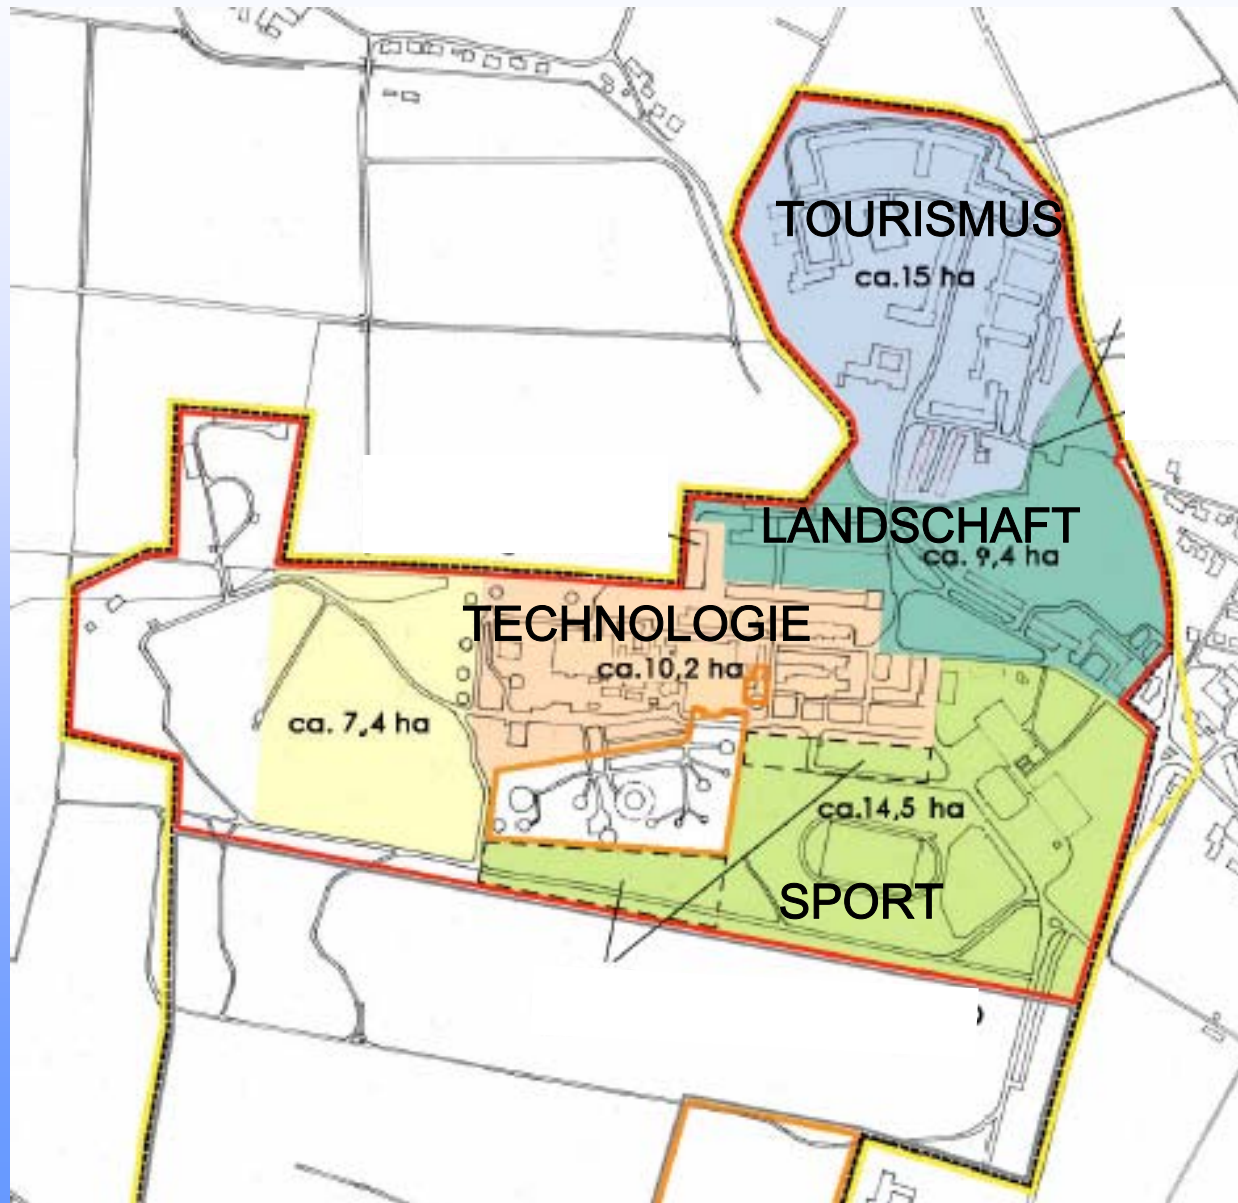 TOURISMUS
ca.15 ha
LANDSCHAFT
ca. 9,4 ha
TECHNOLOGIE
ca.10,2 ha
ca. 7,4 ha
ca.14,5 ha
SPORT